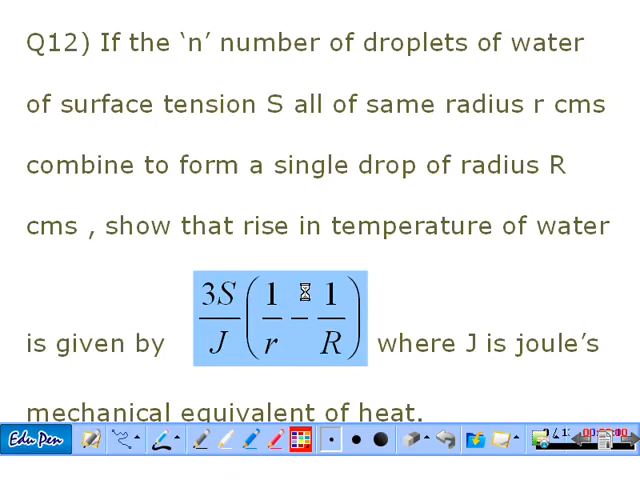 Q12) If the ‘n’ number of droplets of water
of surface tension S all of same radius r cms
combine to form a single drop of radius R
cms , show that rise in temperature of water
is given by 3S/J (1/r − 1/R) where J is joule’s
mechanical equivalent of heat.
Edu Pen